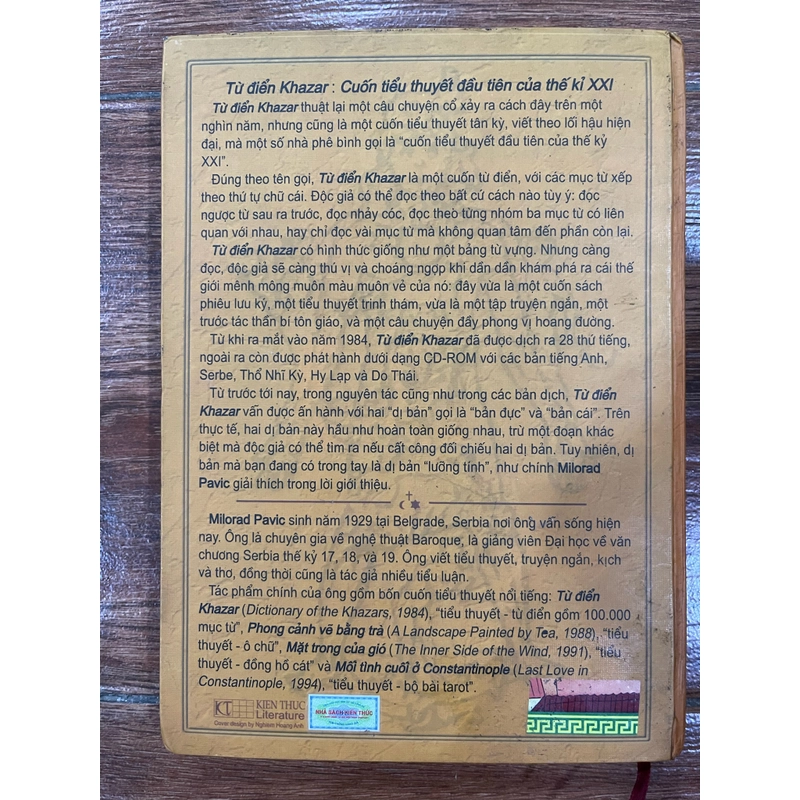 Từ điển Khazar : Cuốn tiểu thuyết đầu tiên của thế kỉ XXI
Từ điển Khazar thuật lại một câu chuyện cổ xảy ra cách đây trên một
nghìn năm, nhưng cũng là một cuốn tiểu thuyết tân kỳ, viết theo lối hậu hiện
đại, mà một số nhà phê bình gọi là “cuốn tiểu thuyết đầu tiên của thế kỷ
XXI”.
Đúng theo tên gọi, Từ điển Khazar là một cuốn từ điển, với các mục từ xếp
theo thứ tự chữ cái. Độc giả có thể đọc theo bất cứ cách nào tùy ý: đọc
ngược từ sau ra trước, đọc nhảy cóc, đọc theo từng nhóm ba mục từ có liên
quan với nhau, hay chỉ đọc vài mục từ mà không quan tâm đến phần còn lại.
Từ điển Khazar có hình thức giống như một bảng từ vựng. Nhưng càng
đọc, độc giả sẽ càng thú vị và choáng ngợp khi dần dần khám phá ra cái thế
giới mênh mông muôn màu muôn vẻ của nó: đây vừa là một cuốn sách
phiêu lưu ký, một tiểu thuyết trinh thám, vừa là một tập truyện ngắn, một
trước tác thần bí tôn giáo, và một câu chuyện đầy phong vị hoang đường.
Từ khi ra mắt vào năm 1984, Từ điển Khazar đã được dịch ra 28 thứ tiếng,
ngoài ra còn được phát hành dưới dạng CD-ROM với các bản tiếng Anh,
Serbe, Thổ Nhĩ Kỳ, Hy Lạp và Do Thái.
Từ trước tới nay, trong nguyên tác cũng như trong các bản dịch, Từ điển
Khazar vẫn được ấn hành với hai “dị bản” gọi là “bản đực” và “bản cái”. Trên
thực tế, hai dị bản này hầu như hoàn toàn giống nhau, trừ một đoạn khác
biệt mà độc giả có thể tìm ra nếu cất công đối chiếu hai dị bản. Tuy nhiên, dị
bản mà bạn đang có trong tay là dị bản “lưỡng tính”, như chính Milorad
Pavic giải thích trong lời giới thiệu.
Milorad Pavic sinh năm 1929 tại Belgrade, Serbia nơi ông vẫn sống hiện
nay. Ông là chuyên gia về nghệ thuật Baroque, là giảng viên Đại học về văn
chương Serbia thế kỷ 17, 18, và 19. Ông viết tiểu thuyết, truyện ngắn, kịch
và thơ, đồng thời cũng là tác giả nhiều tiểu luận.
Tác phẩm chính của ông gồm bốn cuốn tiểu thuyết nổi tiếng: Từ điển
Khazar (Dictionary of the Khazars, 1984), “tiểu thuyết - từ điển gồm 100.000
mục từ”, Phong cảnh vẽ bằng trà (A Landscape Painted by Tea, 1988), “tiểu
thuyết - ô chữ”, Mặt trong của gió (The Inner Side of the Wind, 1991), “tiểu
thuyết - đồng hồ cát” và Mối tình cuối ở Constantinople (Last Love in
Constantinople, 1994), “tiểu thuyết - bộ bài tarot”.
KT KIEN THUC
Literature
Cover design by Nghiêm Hoàng Anh
NHÀ SÁCH KIẾN THỨC